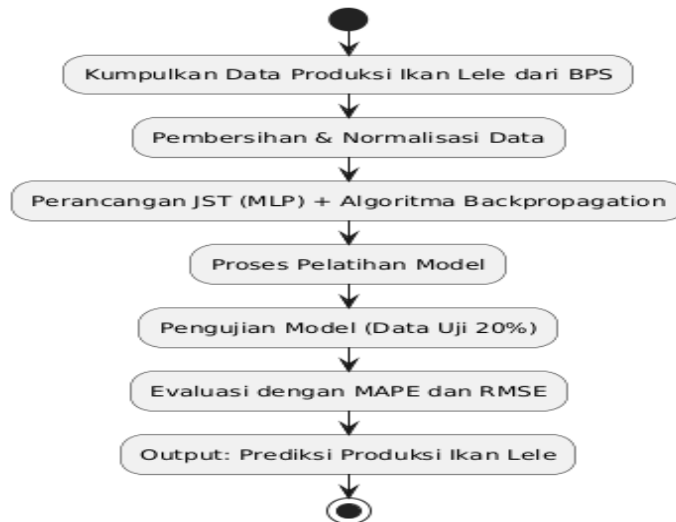 Kumpulkan Data Produksi Ikan Lele dari BPS
Pembersihan & Normalisasi Data
Perancangan JST (MLP) + Algoritma Backpropagation
Proses Pelatihan Model
Pengujian Model (Data Uji 20%)
Evaluasi dengan MAPE dan RMSE
Output: Prediksi Produksi Ikan Lele